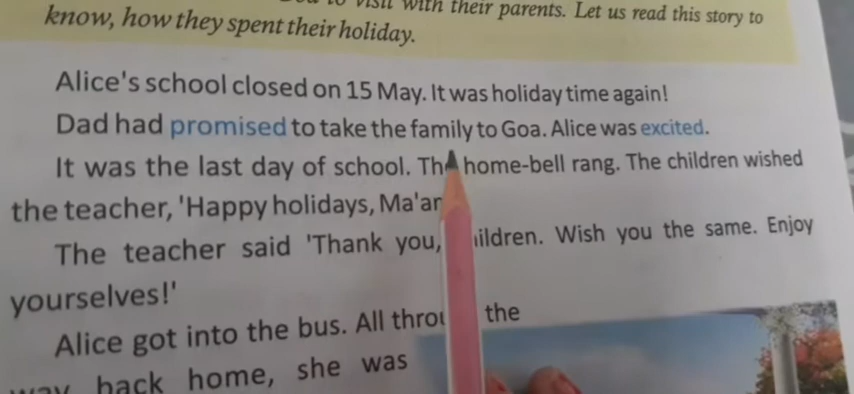 to visit with their parents. Let us read this story to
know, how they spent their holiday.
Alice's school closed on 15 May. It was holiday time again!
Dad had promised to take the family to Goa. Alice was excited.
It was the last day of school. The home-bell rang. The children wished
the teacher, 'Happy holidays, Ma'am
The teacher said 'Thank you, children. Wish you the same. Enjoy
yourselves!'
Alice got into the bus. All through the
way back home, she was